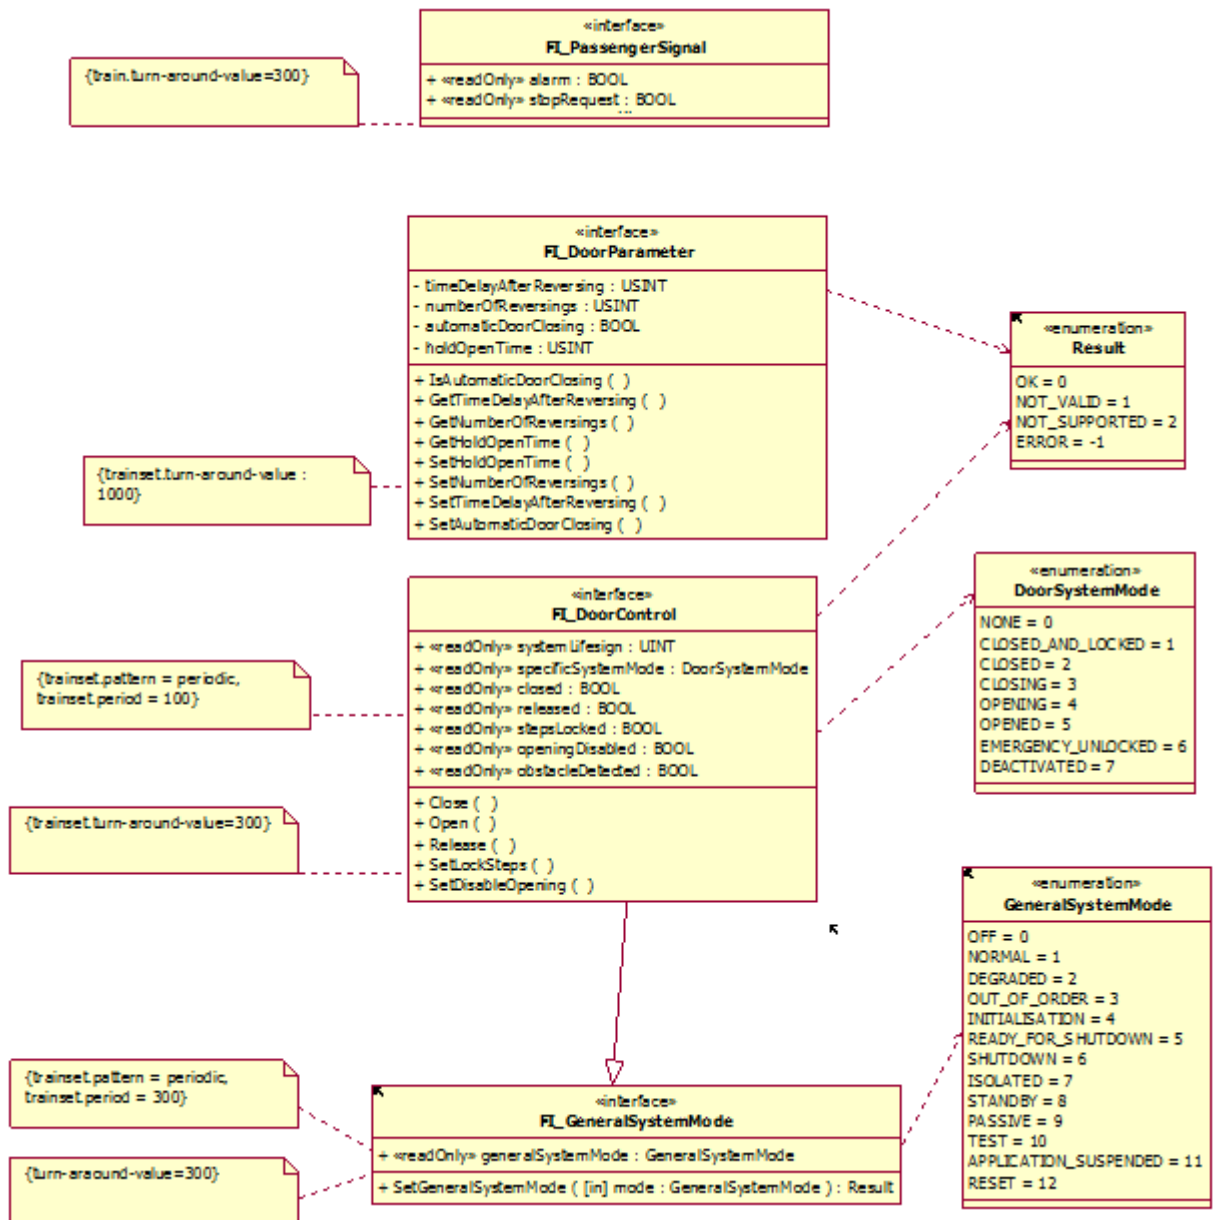 «interface»
FI_PassengerSignal
+ «readOnly» alarm : BOOL
+ «readOnly» stopRequest : BOOL
...
{train.turn-around-value=300}
«interface»
FI_DoorParameter
- timeDelayAfterReversing : USINT
- numberOfReversings : USINT
- automaticDoorClosing : BOOL
- holdOpenTime : USINT
+ IsAutomaticDoorClosing ( )
+ GetTimeDelayAfterReversing ( )
+ GetNumberOfReversings ( )
+ GetHoldOpenTime ( )
+ SetHoldOpenTime ( )
+ SetNumberOfReversings ( )
+ SetTimeDelayAfterReversing ( )
+ SetAutomaticDoorClosing ( )
{trainset.turn-around-value :
1000}
«enumeration»
Result
OK = 0
NOT_VALID = 1
NOT_SUPPORTED = 2
ERROR = -1
«interface»
FI_DoorControl
+ «readOnly» systemLifesign : UINT
+ «readOnly» specificSystemMode : DoorSystemMode
+ «readOnly» closed : BOOL
+ «readOnly» released : BOOL
+ «readOnly» stepsLocked : BOOL
+ «readOnly» openingDisabled : BOOL
+ «readOnly» obstacleDetected : BOOL
+ Close ( )
+ Open ( )
+ Release ( )
+ SetLockSteps ( )
+ SetDisableOpening ( )
{trainset.pattern = periodic,
trainset.period = 100}
{trainset.turn-around-value=300}
«enumeration»
DoorSystemMode
NONE = 0
CLOSED_AND_LOCKED = 1
CLOSED = 2
CLOSING = 3
OPENING = 4
OPENED = 5
EMERGENCY_UNLOCKED = 6
DEACTIVATED = 7
«enumeration»
GeneralSystemMode
OFF = 0
NORMAL = 1
DEGRADED = 2
OUT_OF_ORDER = 3
INITIALISATION = 4
READY_FOR_SHUTDOWN = 5
SHUTDOWN = 6
ISOLATED = 7
STANDBY = 8
PASSIVE = 9
TEST = 10
APPLICATION_SUSPENDED = 11
RESET = 12
{trainset.pattern = periodic,
trainset.period = 300}
{turn-araound-value=300}
«interface»
FI_GeneralSystemMode
+ «readOnly» generalSystemMode : GeneralSystemMode
+ SetGeneralSystemMode ( [in] mode : GeneralSystemMode ) : Result